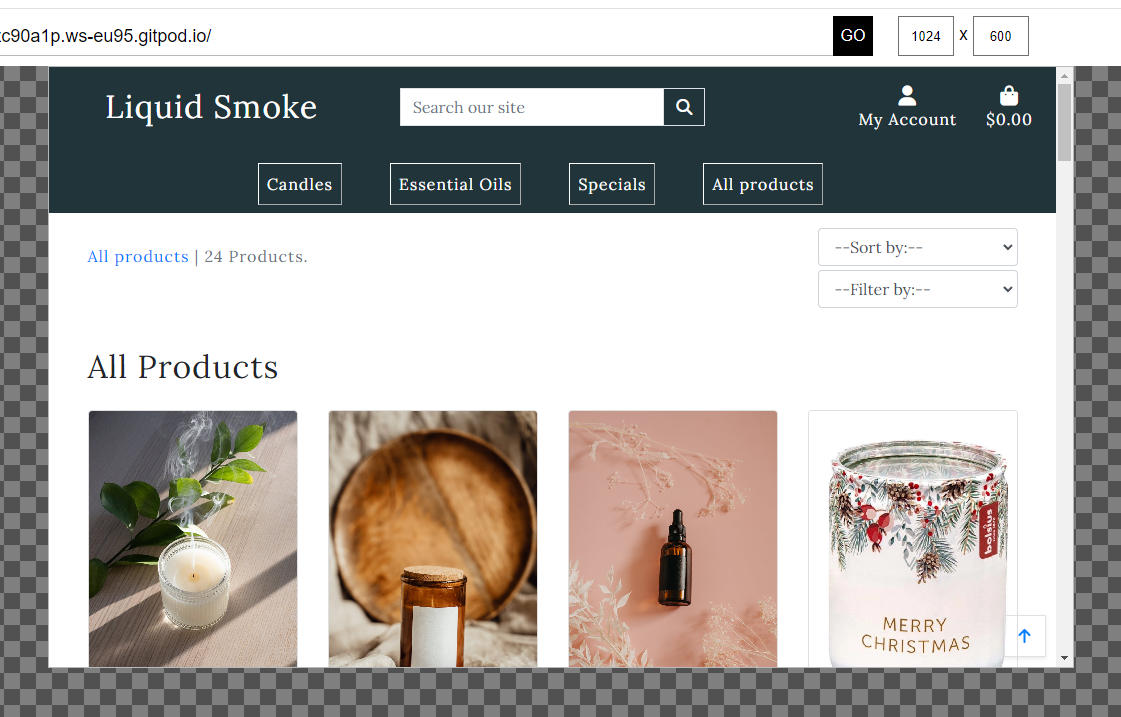 c90a1p.ws-eu95.gitpod.io/
GO
1024 X 600
Liquid Smoke
Search our site
My Account
$0.00
Candles
Essential Oils
Specials
All products
All products | 24 Products.
--Sort by:--
--Filter by:--
All Products
bolsius
MERRY
CHRISTMAS